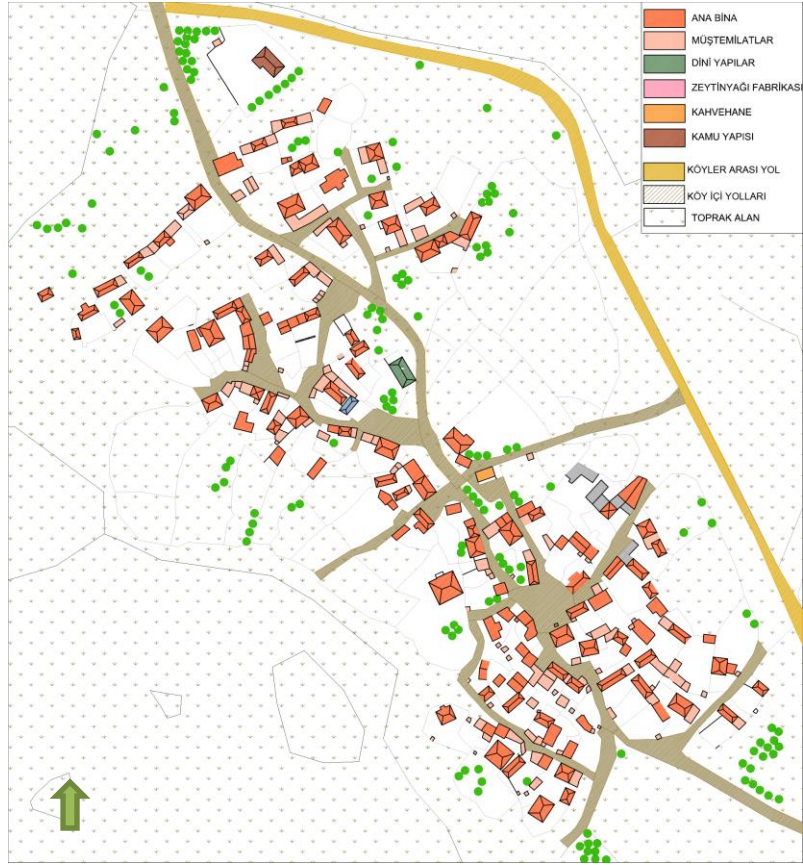 ANA BİNA
MÜŞTEMİLATLAR
DİNİ YAPILAR
ZEYTİNYAĞI FABRİKASI
KAHVEHANE
KAMU YAPISI
KÖYLER ARASI YOL
KÖY İÇİ YOLLARI
TOPRAK ALAN